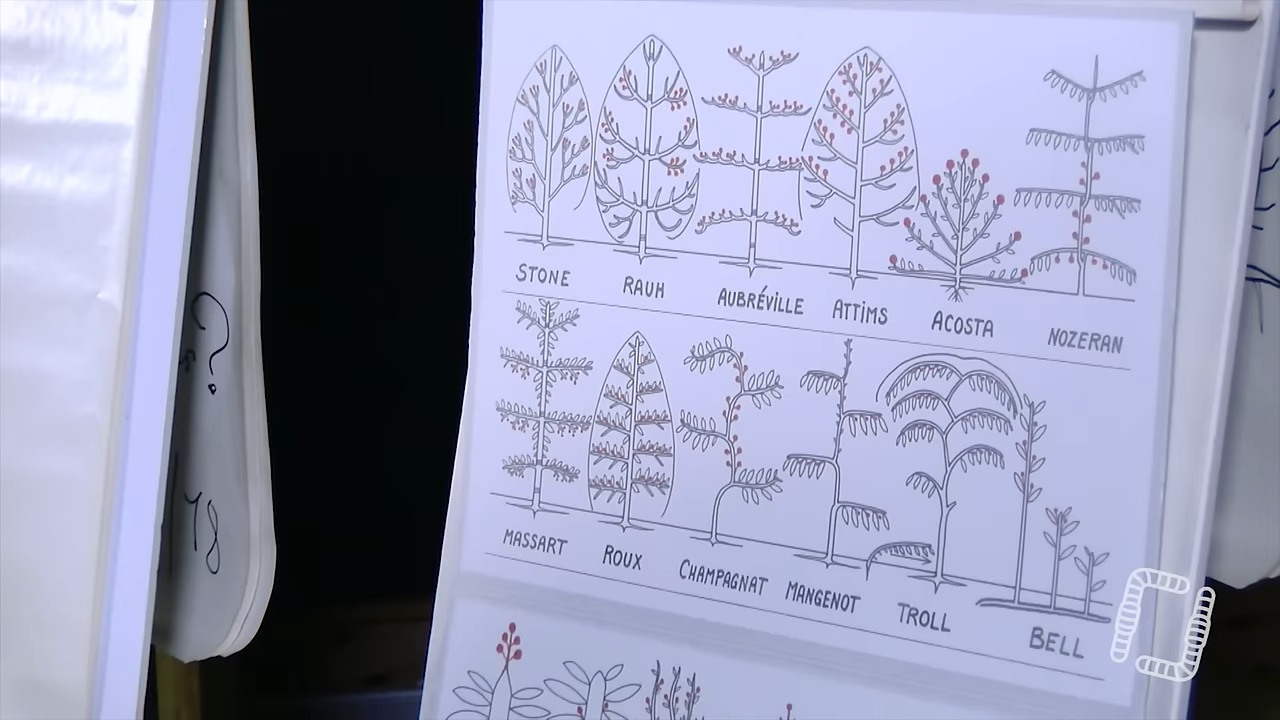 STONE
RAUH
AUBRÉVILLE
ATTIMS
ACOSTA
NOZERAN
MASSART
ROUX
CHAMPAGNAT
MANGENOT
TROLL
BELL
?